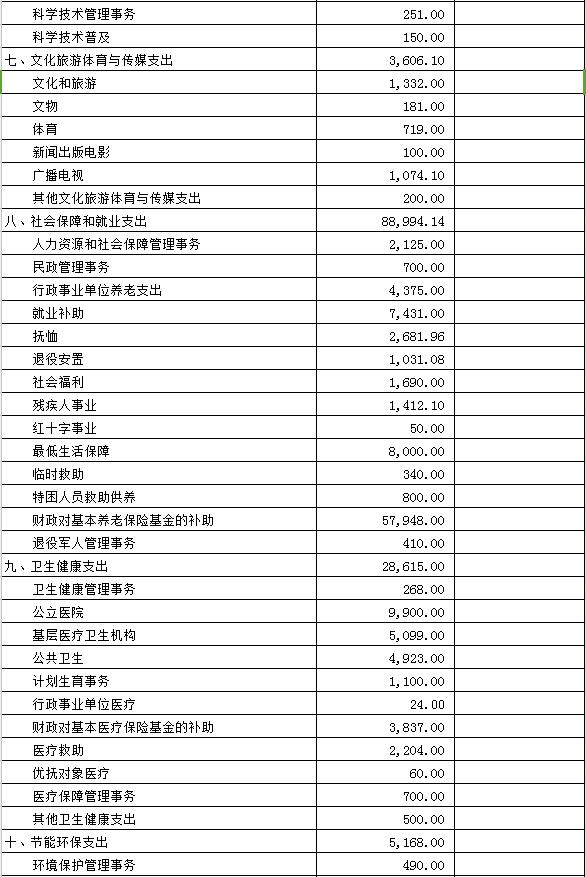 科学技术管理事务 251.00
科学技术普及 150.00
七、文化旅游体育与传媒支出 3,606.10
文化和旅游 1,332.00
文物 181.00
体育 719.00
新闻出版电影 100.00
广播电视 1,074.10
其他文化旅游体育与传媒支出 200.00
八、社会保障和就业支出 88,994.14
人力资源和社会保障管理事务 2,125.00
民政管理事务 700.00
行政事业单位养老支出 4,375.00
就业补助 7,431.00
抚恤 2,681.96
退役安置 1,031.08
社会福利 1,690.00
残疾人事业 1,412.10
红十字事业 50.00
最低生活保障 8,000.00
临时救助 340.00
特困人员救助供养 800.00
财政对基本养老保险基金的补助 57,948.00
退役军人管理事务 410.00
九、卫生健康支出 28,615.00
卫生健康管理事务 268.00
公立医院 9,900.00
基层医疗卫生机构 5,099.00
公共卫生 4,923.00
计划生育事务 1,100.00
行政事业单位医疗 24.00
财政对基本医疗保险基金的补助 3,837.00
医疗救助 2,204.00
优抚对象医疗 60.00
医疗保障管理事务 700.00
其他卫生健康支出 500.00
十、节能环保支出 5,168.00
环境保护管理事务 490.00